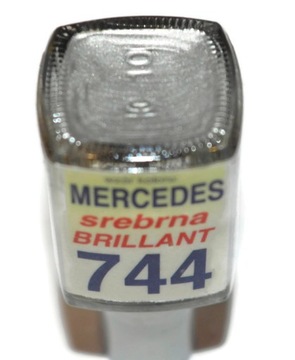 MERCEDES
srebrna
BRILLANT
744